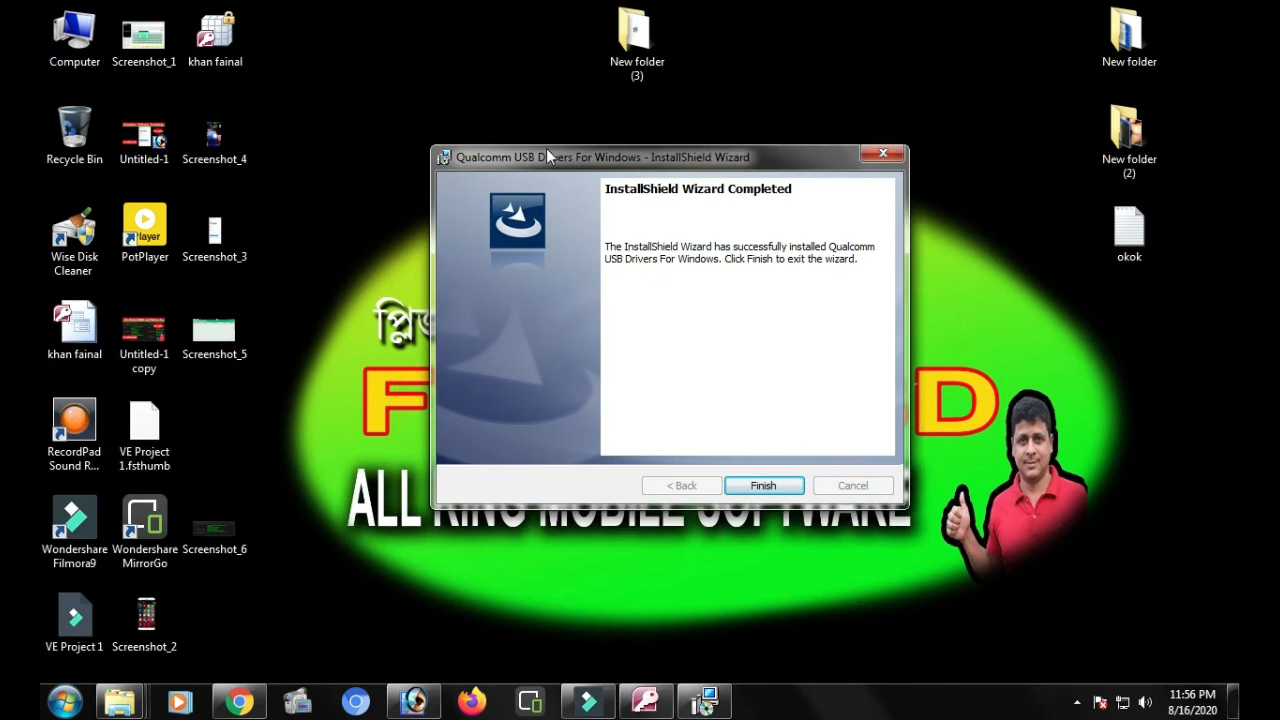 Computer
Screenshot_1
khan fainal
New folder
(3)
New folder
Recycle Bin
Untitled-1
Screenshot_4
New folder
(2)
Qualcomm USB Drivers For Windows - InstallShield Wizard
InstallShield Wizard Completed
The InstallShield Wizard has successfully installed Qualcomm
USB Drivers For Windows. Click Finish to exit the wizard.
Wise Disk
Cleaner
Player
PotPlayer
Screenshot_3
okok
khan fainal
Untitled-1
copy
Screenshot_5
F D
RecordPad
Sound R...
VE Project
1.fsthumb
< Back
Finish
Cancel
ALL KING MOBILE SOFTWARE
Wondershare
Filmora9
Wondershare
MirrorGo
Screenshot_6
VE Project 1
Screenshot_2
11:56 PM
8/16/2020